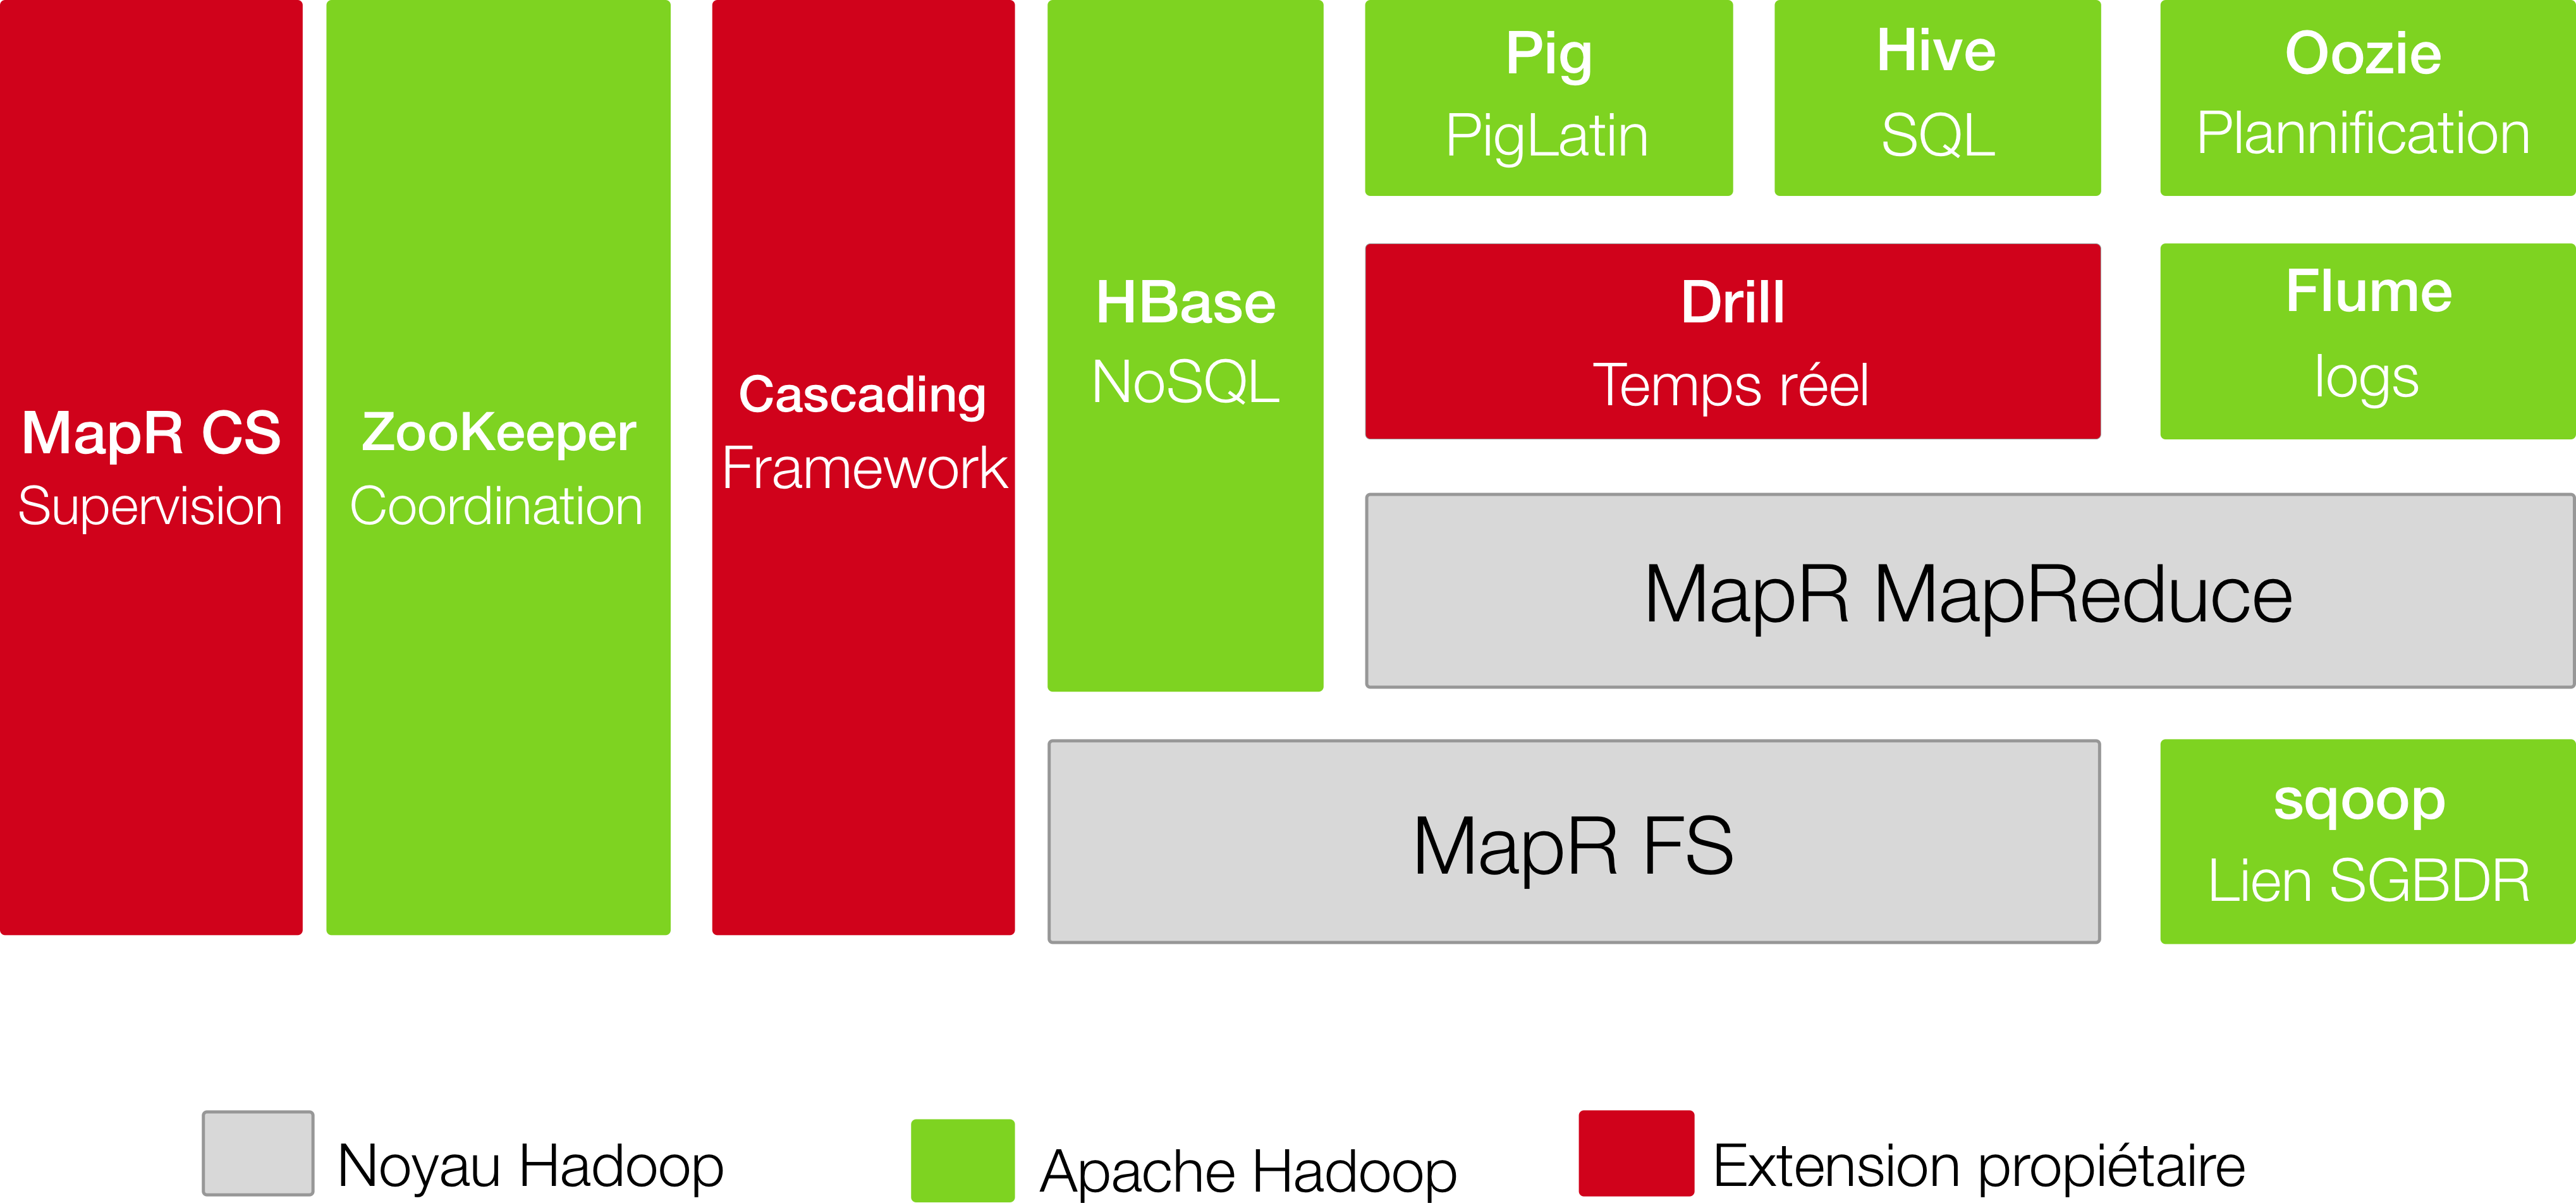 MapR CS
Supervision
ZooKeeper
Coordination
Cascading
Framework
HBase
NoSQL
Pig
PigLatin
Hive
SQL
Oozie
Plannification
Drill
Temps réel
Flume
logs
MapR MapReduce
MapR FS
sqoop
Lien SGBDR
Noyau Hadoop
Apache Hadoop
Extension propiétaire